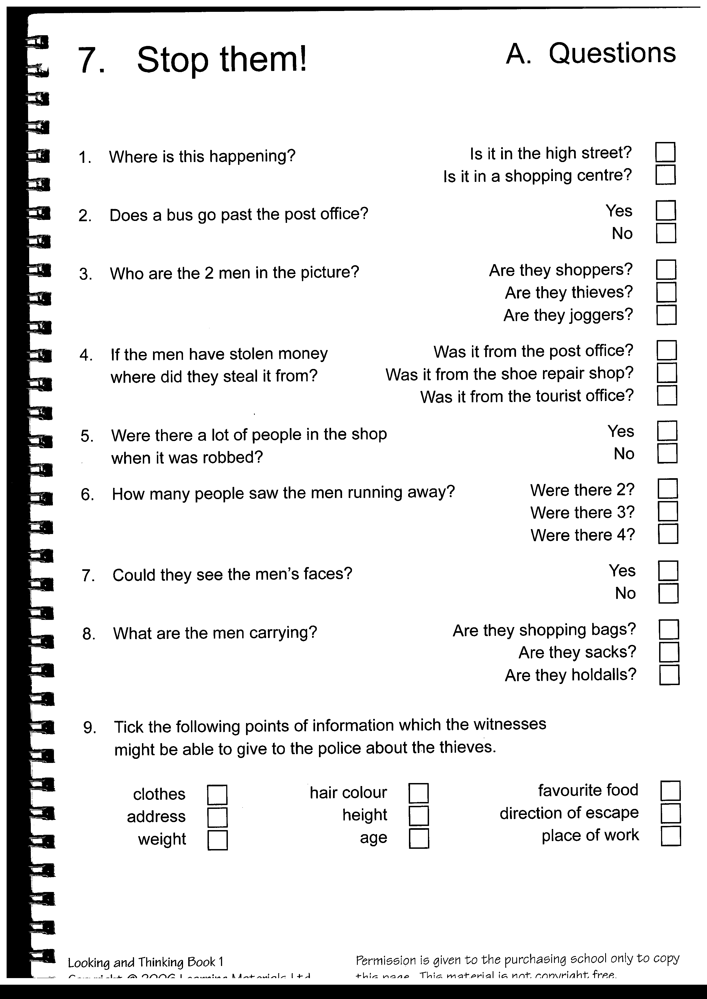 7. Stop them!
A. Questions
1. Where is this happening?
Is it in the high street?
Is it in a shopping centre?
2. Does a bus go past the post office?
Yes
No
3. Who are the 2 men in the picture?
Are they shoppers?
Are they thieves?
Are they joggers?
4. If the men have stolen money
where did they steal it from?
Was it from the post office?
Was it from the shoe repair shop?
Was it from the tourist office?
5. Were there a lot of people in the shop
when it was robbed?
Yes
No
6. How many people saw the men running away?
Were there 2?
Were there 3?
Were there 4?
7. Could they see the men's faces?
Yes
No
8. What are the men carrying?
Are they shopping bags?
Are they sacks?
Are they holdalls?
9. Tick the following points of information which the witnesses
might be able to give to the police about the thieves.
clothes
address
weight
hair colour
height
age
favourite food
direction of escape
place of work
Looking and Thinking Book 1
Copyright © 2006 Learning Materials Ltd
Permission is given to the purchasing school only to copy
this page. This material is not copyright free.